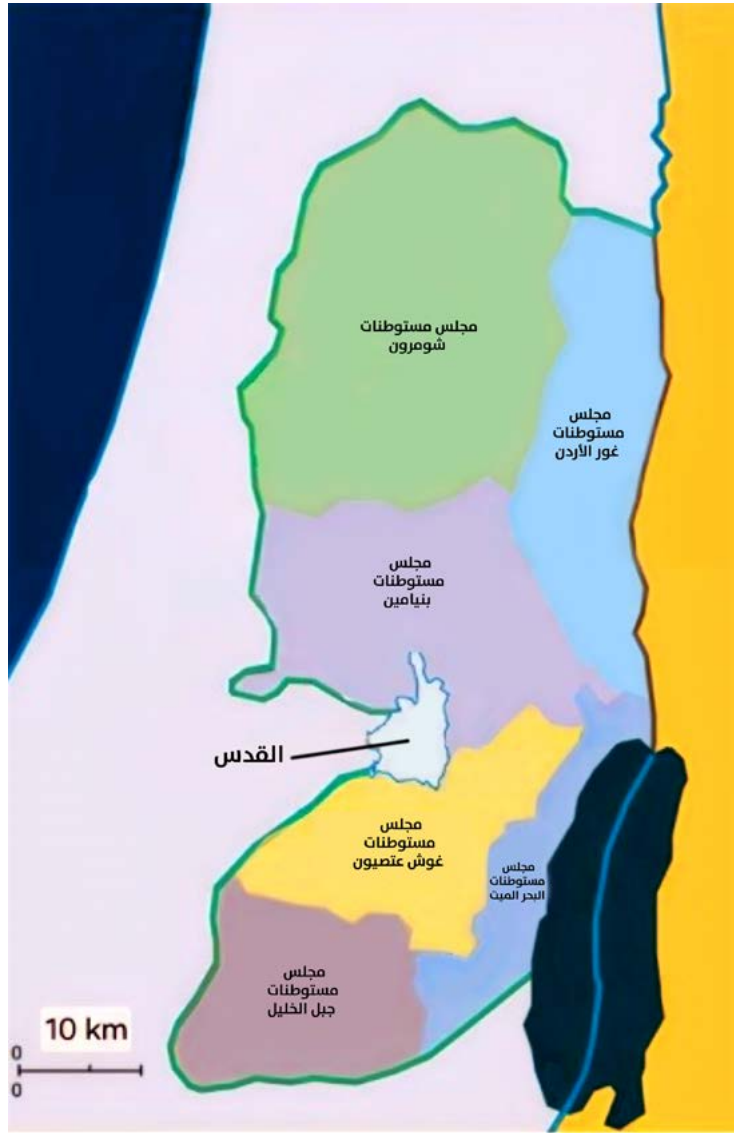 مجلس مستوطنات
شومرون
مجلس
مستوطنات
غور الأردن
مجلس
مستوطنات
بنيامين
القدس
مجلس
مستوطنات
غوش عتصيون
مجلس
مستوطنات
البحر الميت
مجلس
مستوطنات
جبل الخليل
10 km
0
0